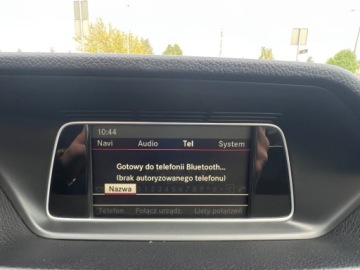 10:44
Navi Audio Tel System
Gotowy do telefonii Bluetooth...
(brak autoryzowanego telefonu)
Nazwa
Telefon Połącz urządz. Listy połączeń